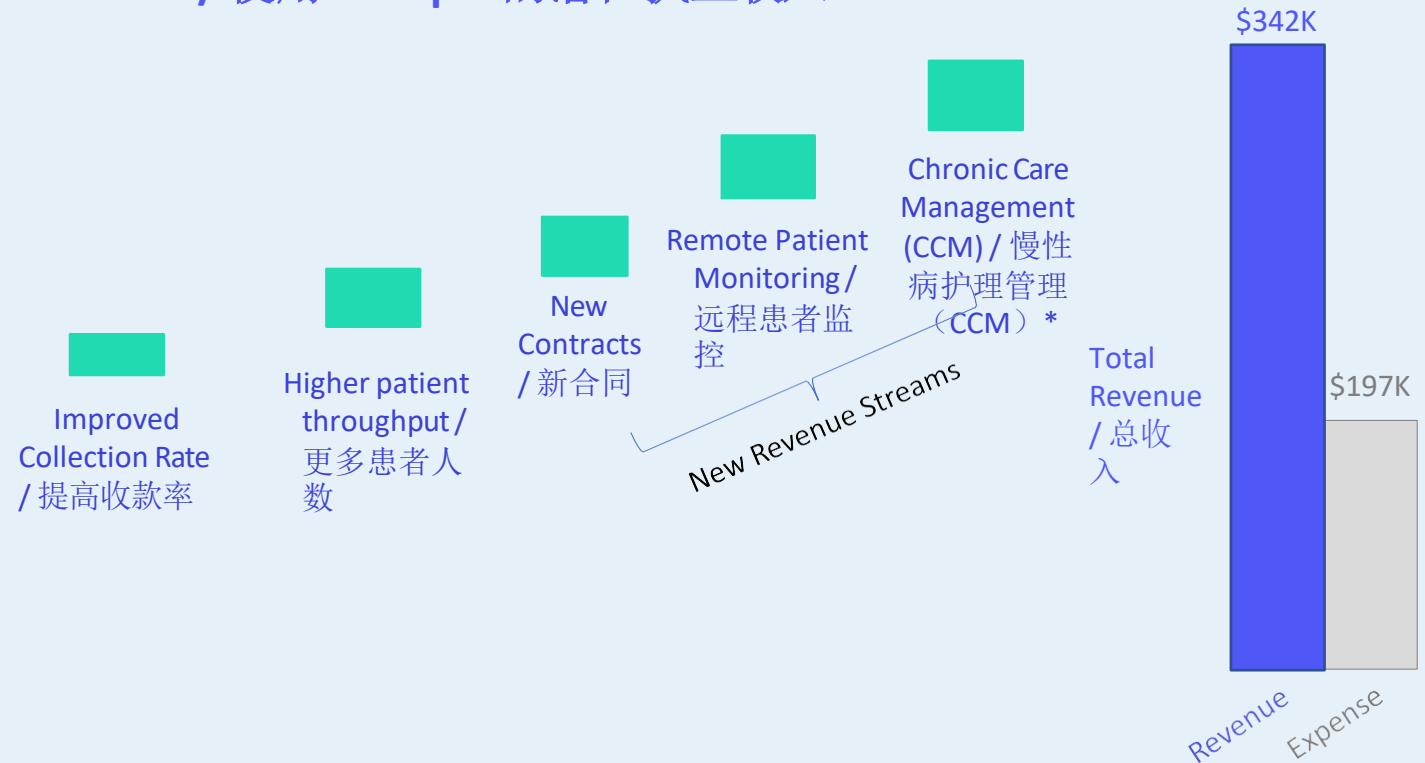 $342K
Chronic Care
Management
(CCM) / 慢性
病护理管理
（CCM）*
Remote Patient
Monitoring /
远程患者监
控
New
Contracts
/ 新合同
Higher patient
throughput /
更多患者人
数
Improved
Collection Rate
/ 提高收款率
New Revenue Streams
Total
Revenue
/ 总收
入
$197K
Revenue
Expense